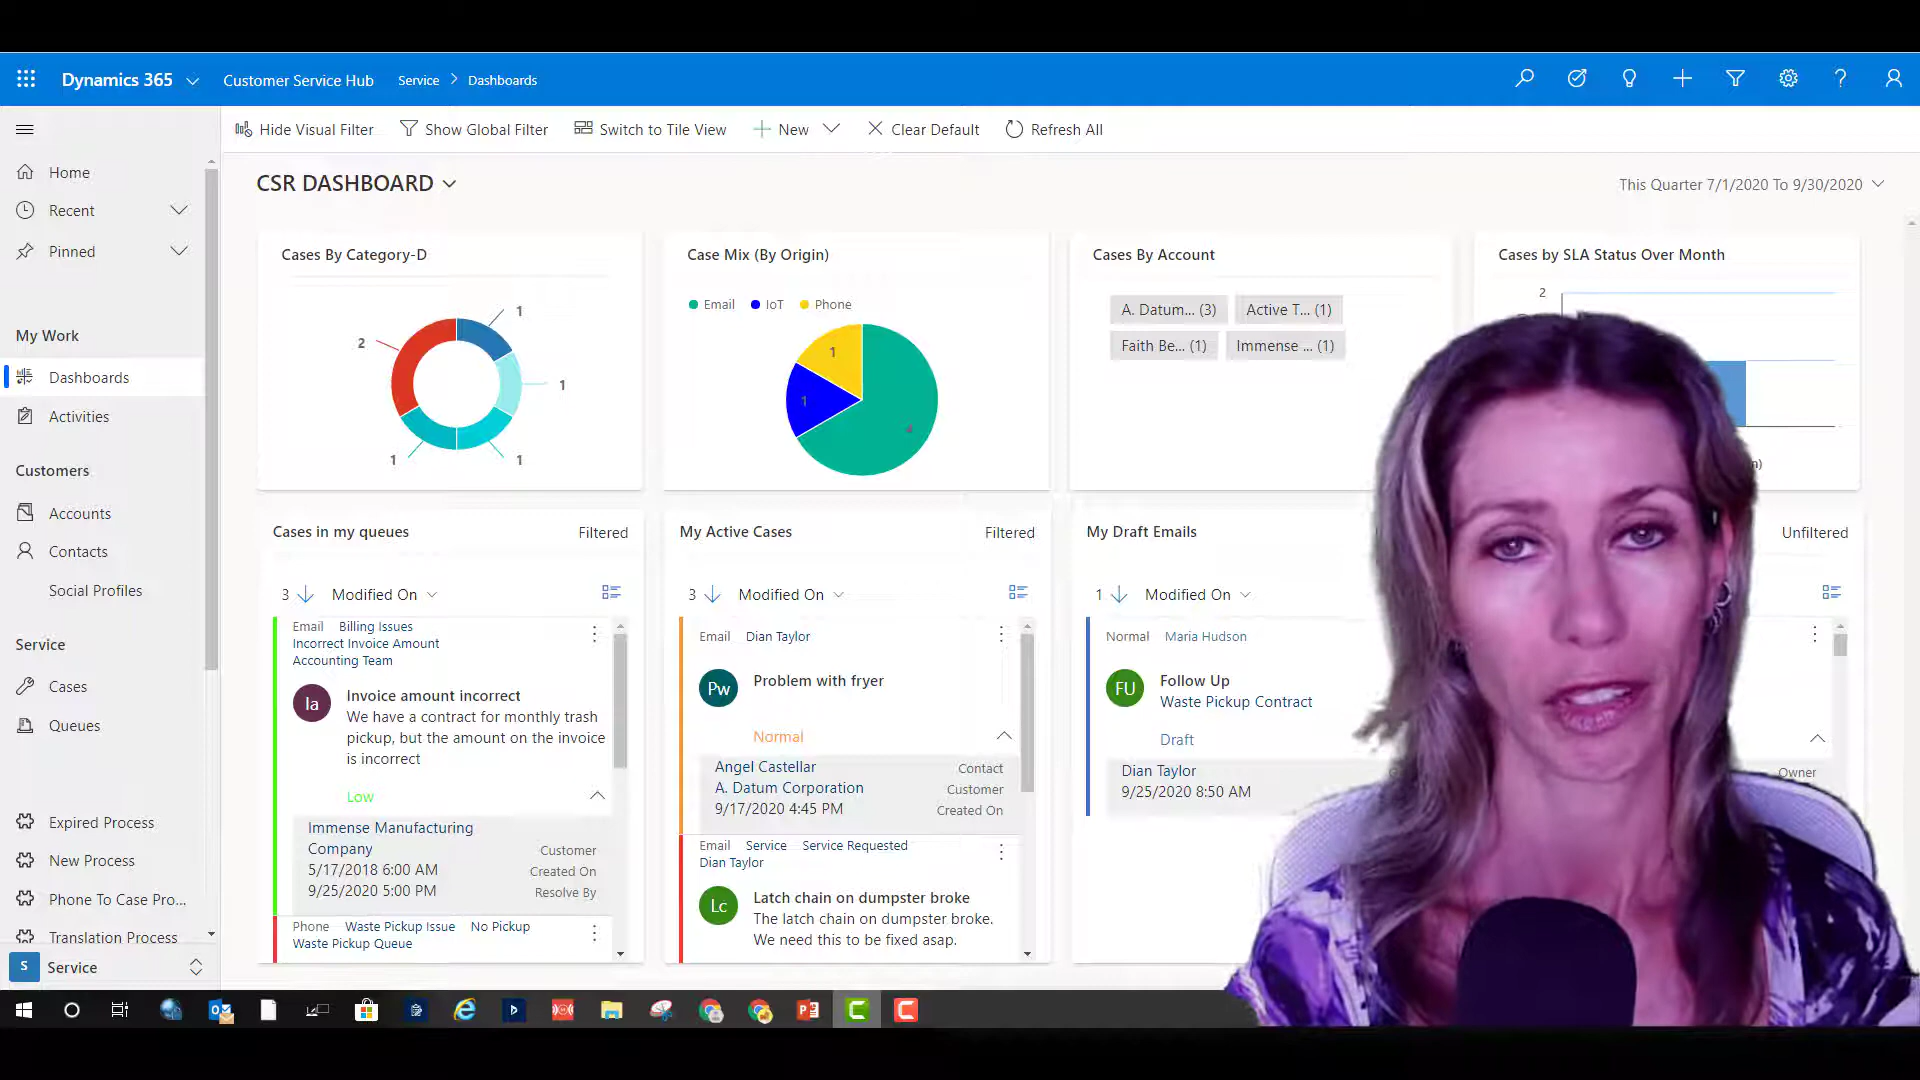 Dynamics 365
Customer Service Hub
Service > Dashboards
Hide Visual Filter
Show Global Filter
Switch to Tile View
New
Clear Default
Refresh All
Home
Recent
Pinned
My Work
Dashboards
Activities
Customers
Accounts
Contacts
Social Profiles
Service
Cases
Queues
Expired Process
New Process
Phone To Case Pro...
Translation Process
S Service
CSR DASHBOARD
This Quarter 7/1/2020 To 9/30/2020
Cases By Category-D
1
2
1
1
1
Case Mix (By Origin)
Email IoT Phone
1
1
4
Cases By Account
A. Datum... (3) Active T... (1)
Faith Be... (1) Immense ... (1)
Cases by SLA Status Over Month
2
Cases in my queues Filtered
3 Modified On
Email Billing Issues
Incorrect Invoice Amount
Accounting Team
Ia
Invoice amount incorrect
We have a contract for monthly trash
pickup, but the amount on the invoice
is incorrect
Low
Immense Manufacturing
Company Customer
5/17/2018 6:00 AM Created On
9/25/2020 5:00 PM Resolve By
Phone Waste Pickup Issue No Pickup
Waste Pickup Queue
My Active Cases Filtered
3 Modified On
Email Dian Taylor
Pw
Problem with fryer
Normal
Angel Castellar Contact
A. Datum Corporation Customer
9/17/2020 4:45 PM Created On
Email Service Service Requested
Dian Taylor
Lc
Latch chain on dumpster broke
The latch chain on dumpster broke.
We need this to be fixed asap.
My Draft Emails
1 Modified On
Normal Maria Hudson
FU
Follow Up
Waste Pickup Contract
Draft
Dian Taylor
9/25/2020 8:50 AM
Unfiltered
Owner